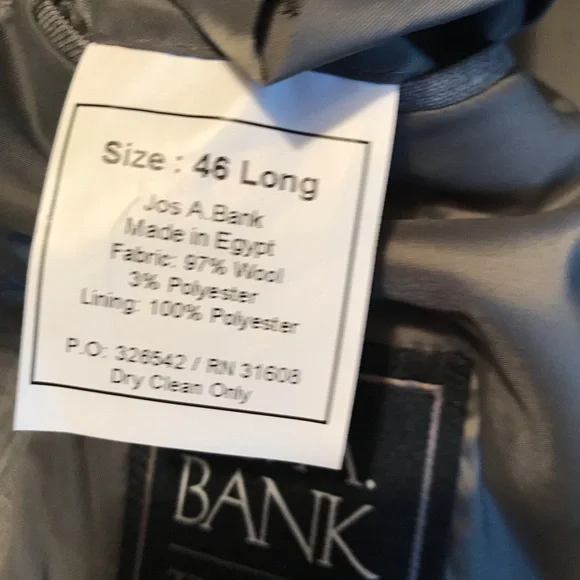 Size : 46 Long
Jos A.Bank
Made in Egypt
Fabric: 97% Wool
3% Polyester
Lining: 100% Polyester
P.O: 326542 / RN 31608
Dry Clean Only
A.
BANK